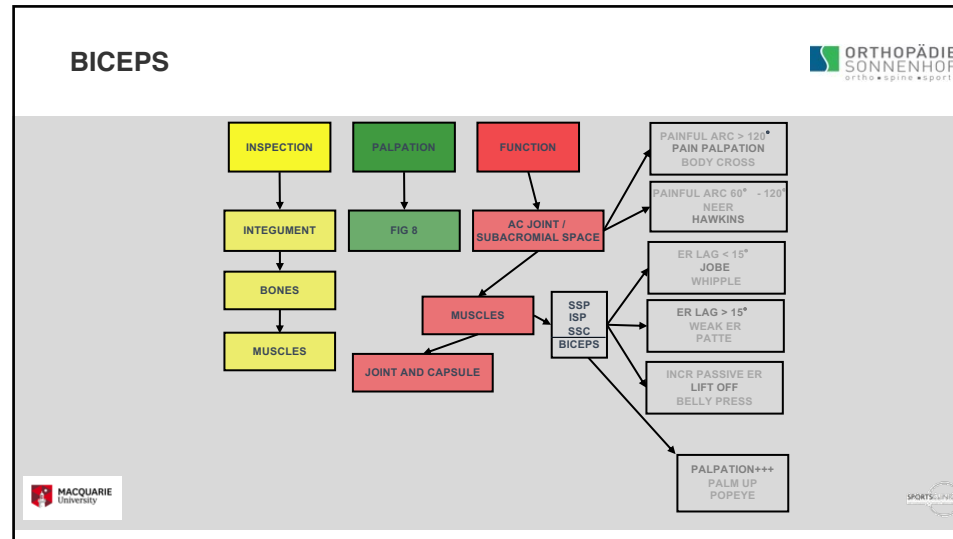 BICEPS
ORTHOPÄDIE
SONNENHOF
ortho spine sport
INSPECTION
PALPATION
FUNCTION
INTEGUMENT
FIG 8
AC JOINT /
SUBACROMIAL SPACE
BONES
MUSCLES
MUSCLES
JOINT AND CAPSULE
SSP
ISP
SSC
BICEPS
PAINFUL ARC > 120°
PAIN PALPATION
BODY CROSS
PAINFUL ARC 60° - 120°
NEER
HAWKINS
ER LAG < 15°
JOBE
WHIPPLE
ER LAG > 15°
WEAK ER
PATTE
INCR PASSIVE ER
LIFT OFF
BELLY PRESS
PALPATION+++
PALM UP
POPEYE
MACQUARIE
University